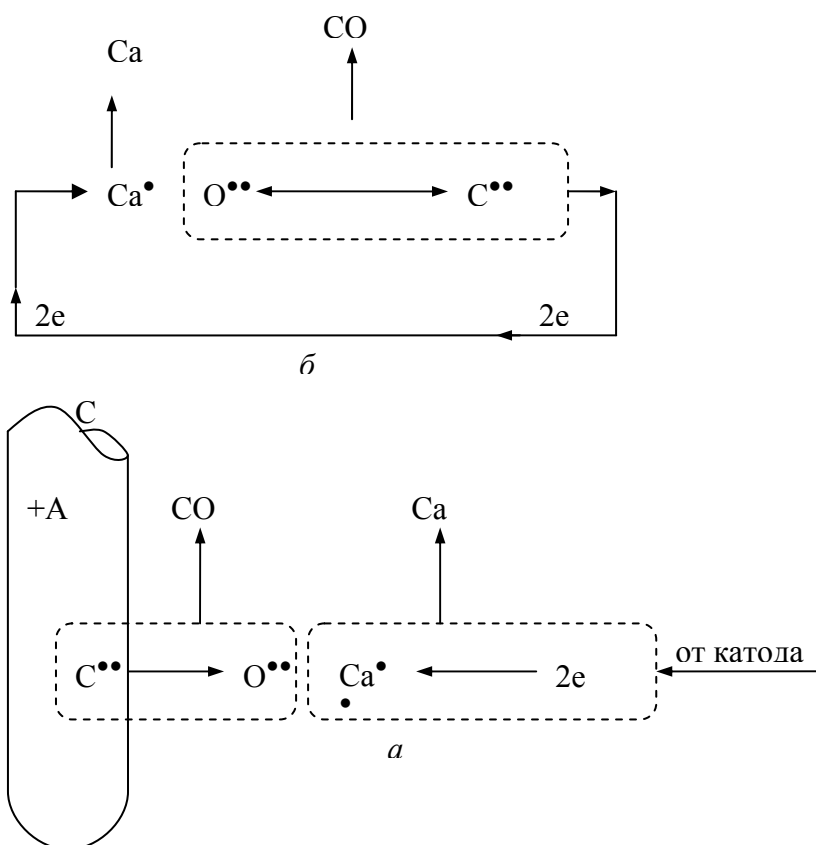 CO
Ca
Ca• O•• C••
2e 2e
б
C
+A CO Ca
от катода
C•• O•• Ca• 2e
•
а